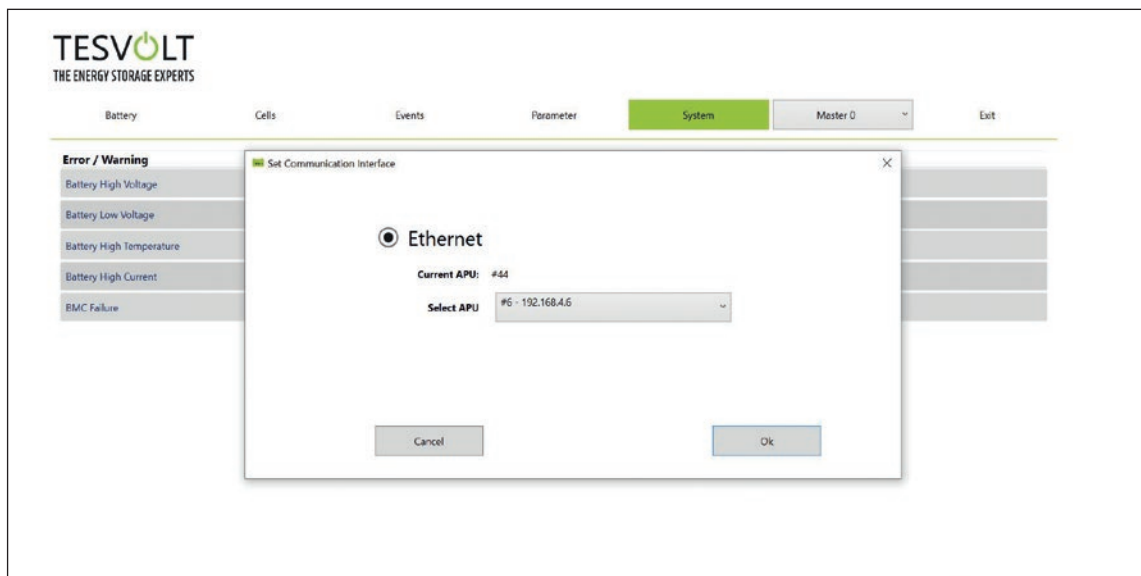 TESVOLT
THE ENERGY STORAGE EXPERTS
Battery Cells Events Parameter System Master 0 Exit
Error / Warning
Set Communication Interface
Battery High Voltage
Battery Low Voltage
Battery High Temperature
Battery High Current
BMC Failure
Ethernet
Current APU: #44
Select APU #6 - 192.168.4.6
Cancel Ok